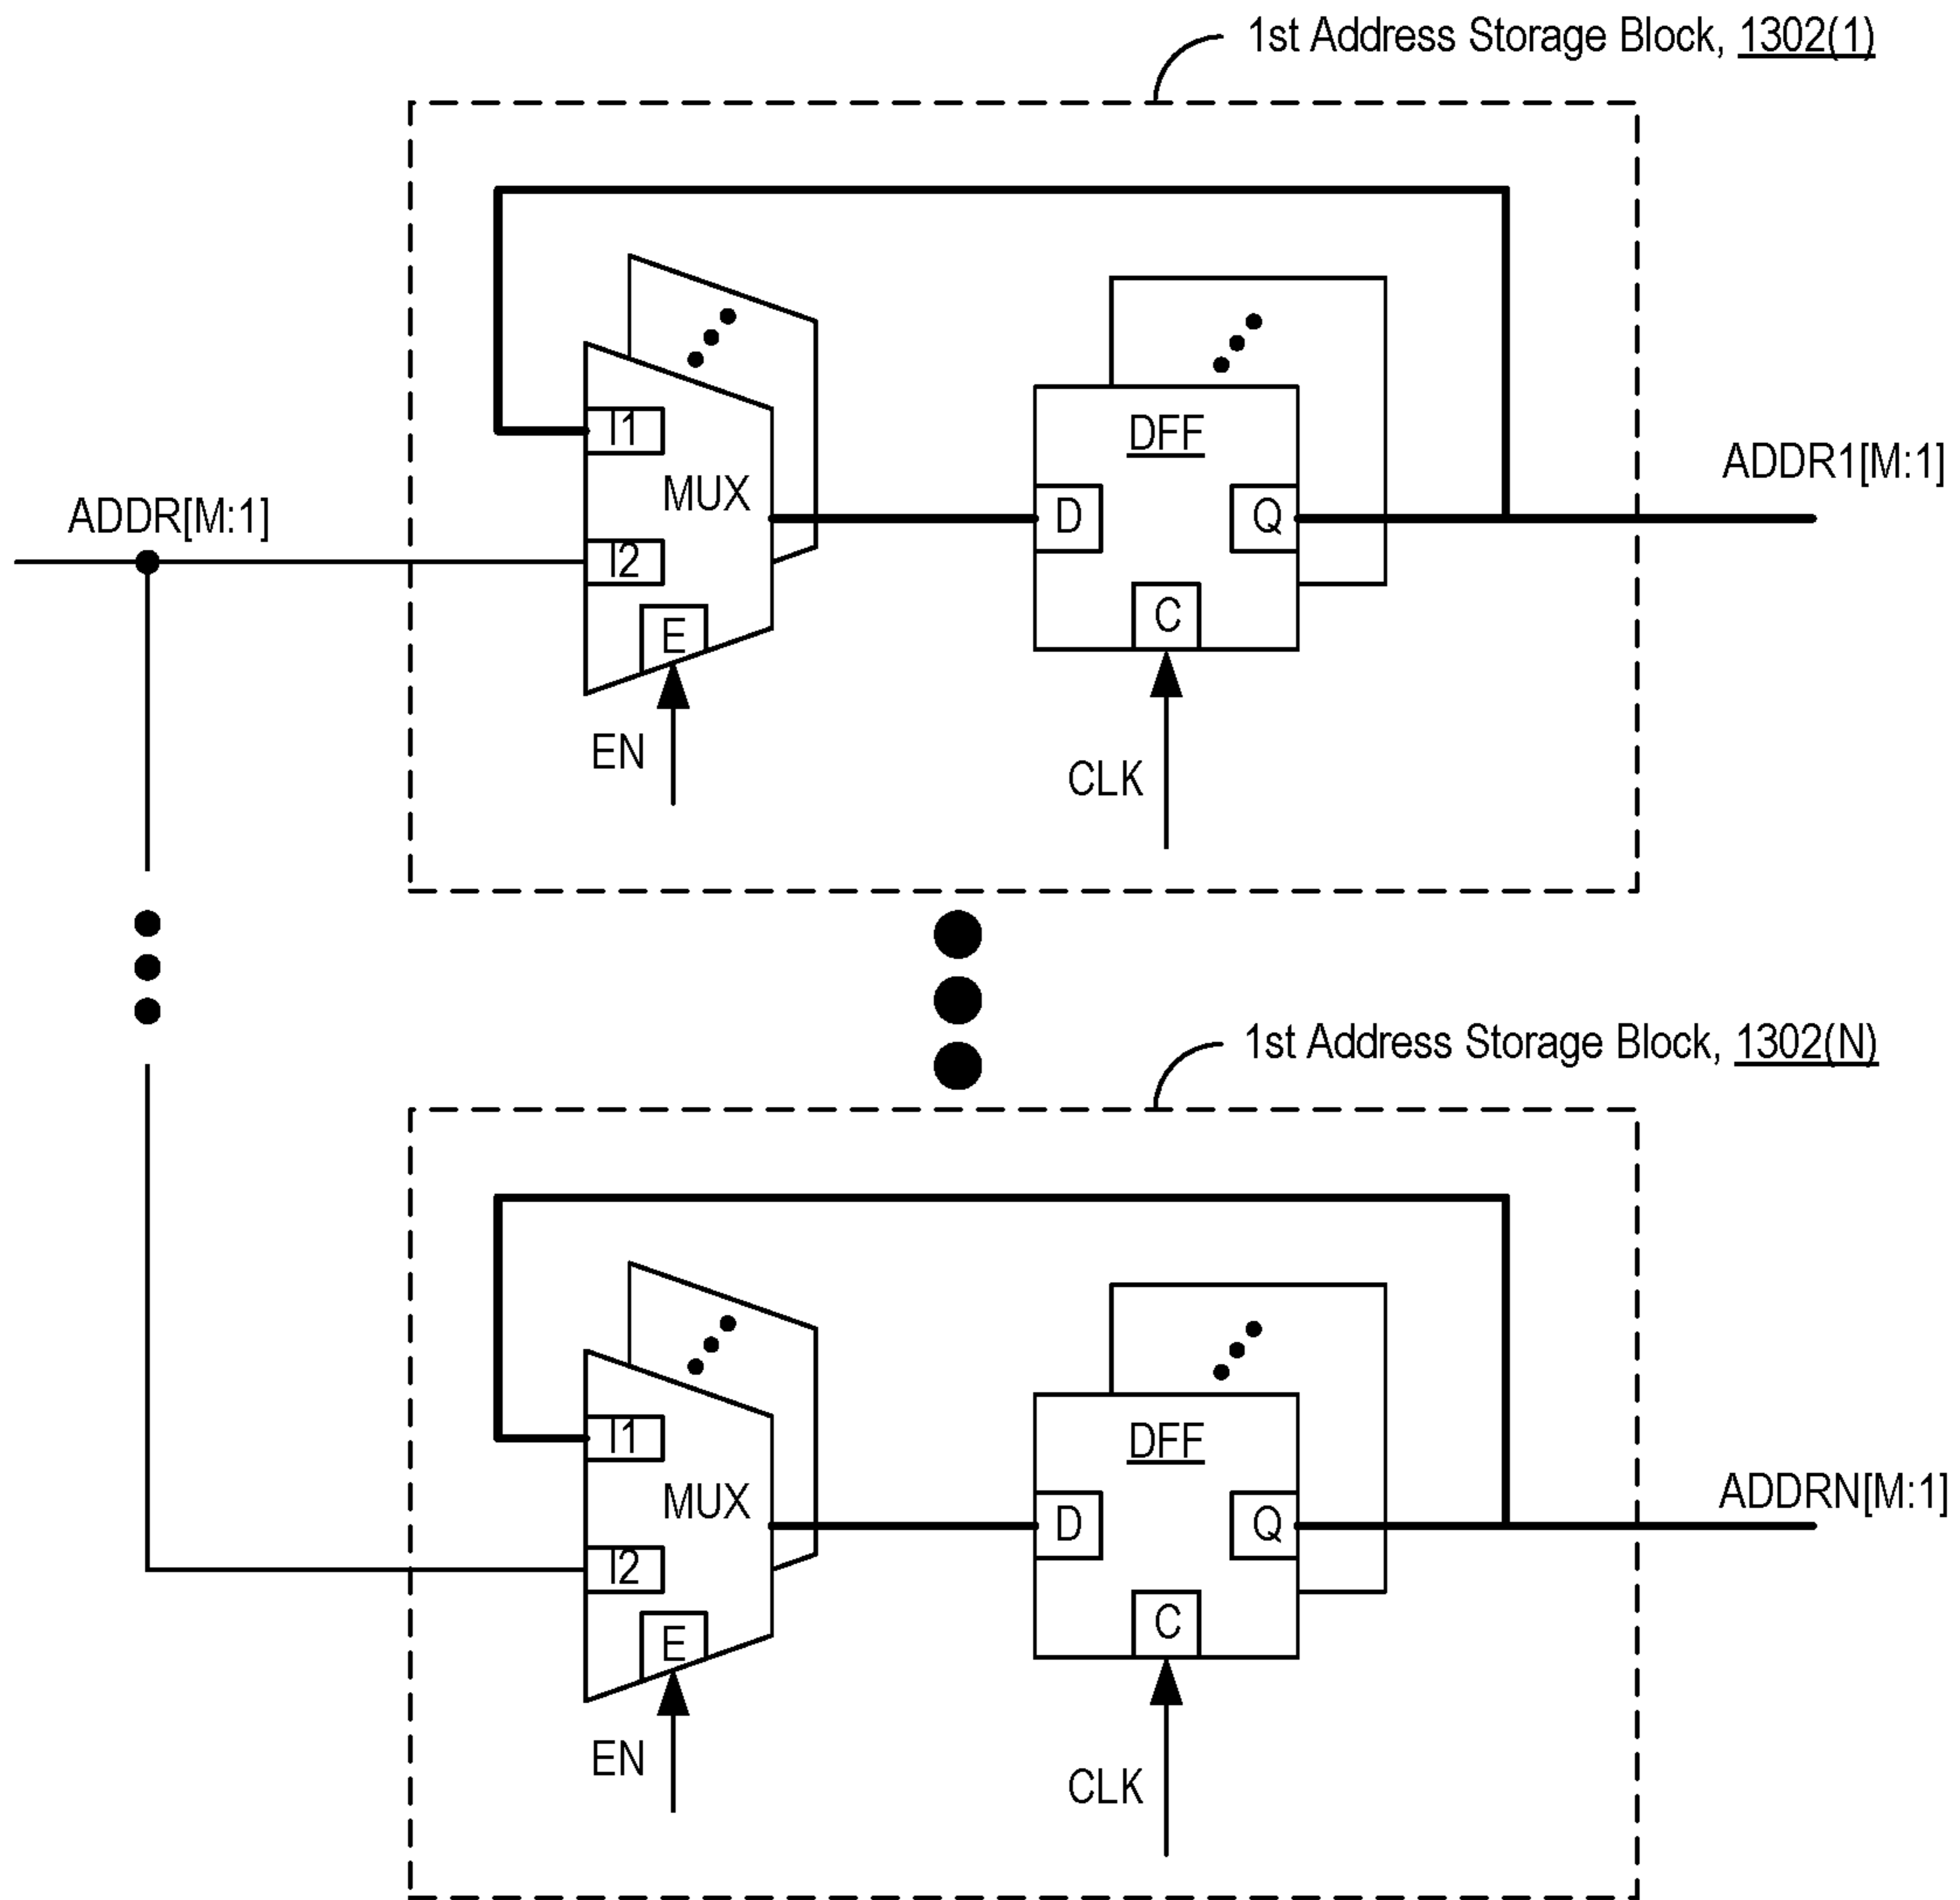 1st Address Storage Block, 1302(1)
I1
DFF
ADDR1[M:1]
MUX
ADDR[M:1]
D
Q
I2
C
E
EN
CLK
1st Address Storage Block, 1302(N)
I1
DFF
MUX
ADDRN[M:1]
D
Q
I2
C
E
EN
CLK